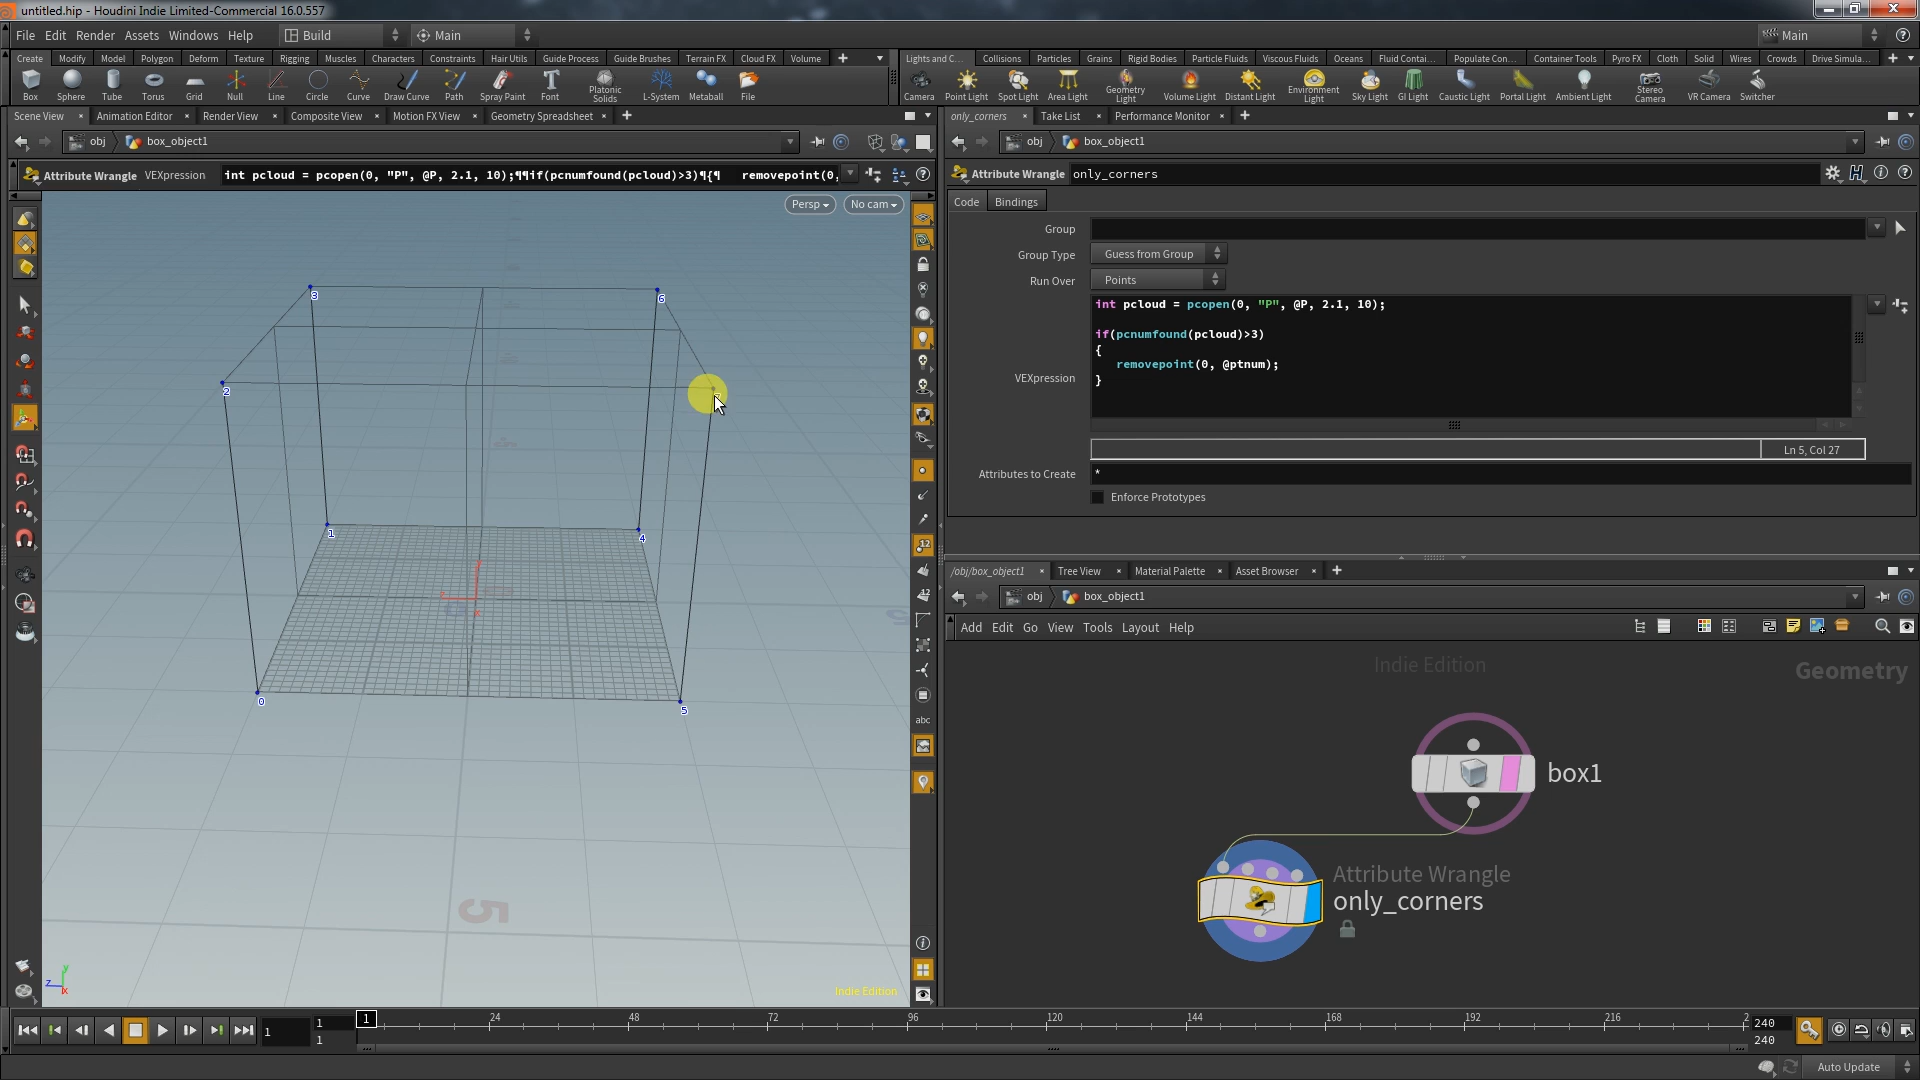 untitled.hip - Houdini Indie Limited-Commercial 16.0.557
File Edit Render Assets Windows Help Build Main Main
Create Modify Model Polygon Deform Texture Rigging Muscles Characters Constraints Hair Utils Guide Process Guide Brushes Terrain FX Cloud FX Volume
Lights and C... Collisions Particles Grains Rigid Bodies Particle Fluids Viscous Fluids Oceans Fluid Contai... Populate Con... Container Tools Pyro FX Cloth Solid Wires Crowds Drive Simula...
Box Sphere Tube Torus Grid Null Line Circle Curve Draw Curve Path Spray Paint Font Platonic Solids L-System Metaball File
Camera Point Light Spot Light Area Light Geometry Light Volume Light Distant Light Environment Light Sky Light GI Light Caustic Light Portal Light Ambient Light Stereo Camera VR Camera Switcher
Scene View Animation Editor Render View Composite View Motion FX View Geometry Spreadsheet
only_corners Take List Performance Monitor
obj box_object1
obj box_object1
Attribute Wrangle VEXpression int pcloud = pcopen(0, "P", @P, 2.1, 10);¶¶if(pcnumfound(pcloud)>3)¶{¶ removepoint(0,
Attribute Wrangle only_corners
Persp No cam
Code Bindings
Group
Group Type Guess from Group
Run Over Points
VEXpression
int pcloud = pcopen(0, "P", @P, 2.1, 10);
if(pcnumfound(pcloud)>3)
{
removepoint(0, @ptnum);
}
Ln 5, Col 27
Attributes to Create *
Enforce Prototypes
3
6
2
1
4
0
5
5
12
12
abc
y
z
x
Indie Edition
/obj/box_object1 Tree View Material Palette Asset Browser
obj box_object1
Add Edit Go View Tools Layout Help
Indie Edition
Geometry
box1
Attribute Wrangle
only_corners
1 1 1 24 48 72 96 120 144 168 192 216 2 240
1 240
Auto Update